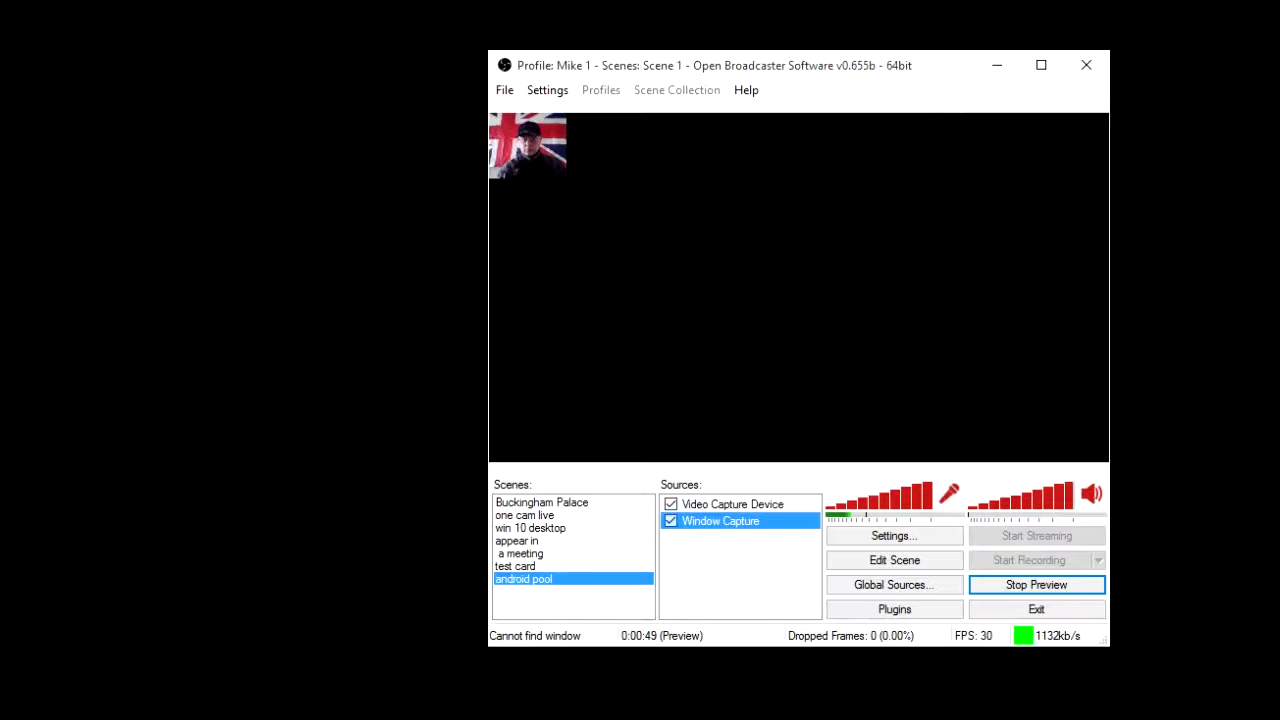 Profile: Mike 1 - Scenes: Scene 1 - Open Broadcaster Software v0.655b - 64bit
File Settings Profiles Scene Collection Help
Scenes:
Buckingham Palace
one cam live
win 10 desktop
appear in
a meeting
test card
android pool
Sources:
Video Capture Device
Window Capture
Settings...
Start Streaming
Edit Scene
Start Recording
Global Sources...
Stop Preview
Plugins
Exit
Cannot find window 0:00:49 (Preview) Dropped Frames: 0 (0.00%) FPS: 30 1132kb/s